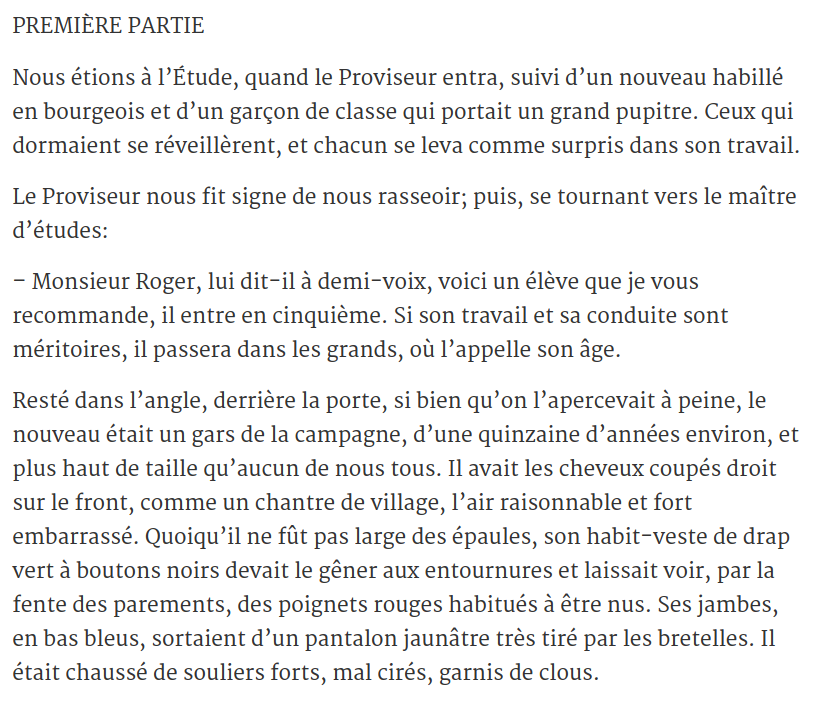 PREMIÈRE PARTIE
Nous étions à l’Étude, quand le Proviseur entra, suivi d’un nouveau habillé
en bourgeois et d’un garçon de classe qui portait un grand pupitre. Ceux qui
dormaient se réveillèrent, et chacun se leva comme surpris dans son travail.
Le Proviseur nous fit signe de nous rasseoir; puis, se tournant vers le maître
d’études:
– Monsieur Roger, lui dit-il à demi-voix, voici un élève que je vous
recommande, il entre en cinquième. Si son travail et sa conduite sont
méritoires, il passera dans les grands, où l’appelle son âge.
Resté dans l’angle, derrière la porte, si bien qu’on l’apercevait à peine, le
nouveau était un gars de la campagne, d’une quinzaine d’années environ, et
plus haut de taille qu’aucun de nous tous. Il avait les cheveux coupés droit
sur le front, comme un chantre de village, l’air raisonnable et fort
embarrassé. Quoiqu’il ne fût pas large des épaules, son habit-veste de drap
vert à boutons noirs devait le gêner aux entournures et laissait voir, par la
fente des parements, des poignets rouges habitués à être nus. Ses jambes,
en bas bleus, sortaient d’un pantalon jaunâtre très tiré par les bretelles. Il
était chaussé de souliers forts, mal cirés, garnis de clous.